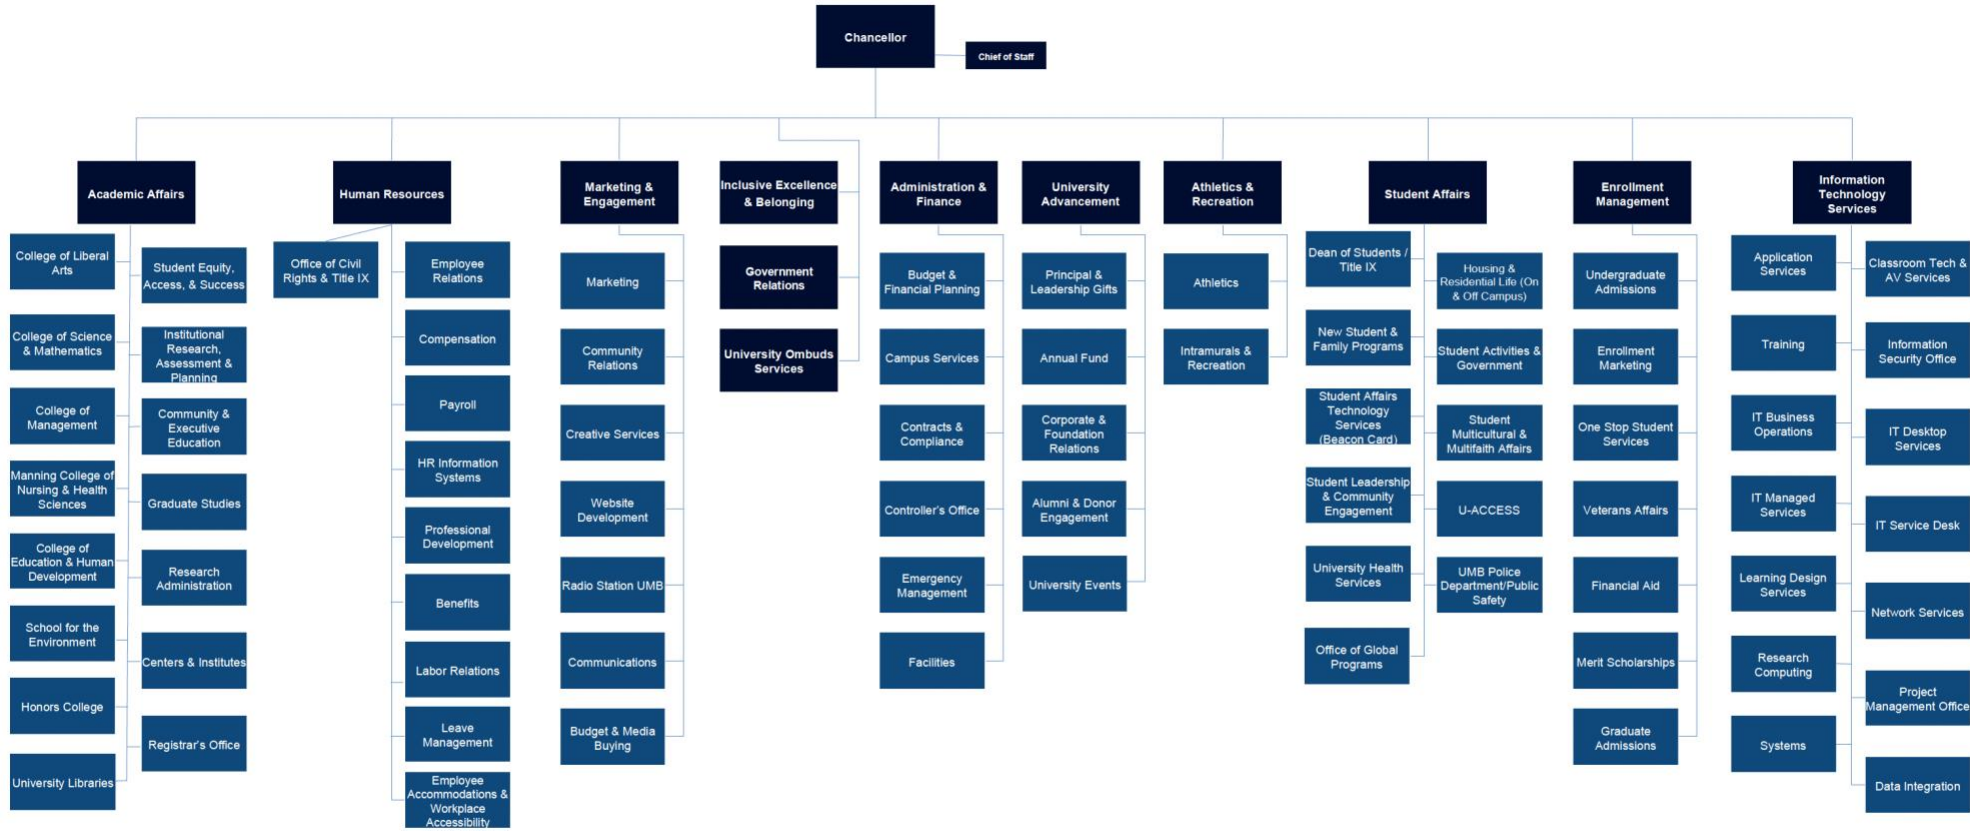 Chancellor
Chief of Staff
Academic Affairs
College of Liberal
Arts
College of Science
& Mathematics
College of
Management
Manning College of
Nursing & Health
Sciences
College of
Education & Human
Development
School for the
Environment
Honors College
University Libraries
Student Equity,
Access, & Success
Institutional
Research,
Assessment &
Planning
Community &
Executive
Education
Graduate Studies
Research
Administration
Centers & Institutes
Registrar's Office
Human Resources
Office of Civil
Rights & Title IX
Employee
Relations
Compensation
Payroll
HR Information
Systems
Professional
Development
Benefits
Labor Relations
Leave
Management
Employee
Accommodations &
Workplace
Accessibility
Marketing &
Engagement
Marketing
Community
Relations
Creative Services
Website
Development
Radio Station UMB
Communications
Budget & Media
Buying
Inclusive Excellence
& Belonging
Government
Relations
University Ombuds
Services
Administration &
Finance
Budget &
Financial Planning
Campus Services
Contracts &
Compliance
Controller's Office
Emergency
Management
Facilities
University
Advancement
Principal &
Leadership Gifts
Annual Fund
Corporate &
Foundation
Relations
Alumni & Donor
Engagement
University Events
Athletics &
Recreation
Athletics
Intramurals &
Recreation
Student Affairs
Dean of Students /
Title IX
New Student &
Family Programs
Student Affairs
Technology
Services
(Beacon Card)
Student Leadership
& Community
Engagement
University Health
Services
Office of Global
Programs
Housing &
Residential Life (On
& Off Campus)
Student Activities &
Government
Student
Multicultural &
Multifaith Affairs
U-ACCESS
UMB Police
Department/Public
Safety
Enrollment
Management
Undergraduate
Admissions
Enrollment
Marketing
One Stop Student
Services
Veterans Affairs
Financial Aid
Merit Scholarships
Graduate
Admissions
Information
Technology
Services
Application
Services
Training
IT Business
Operations
IT Managed
Services
Learning Design
Services
Research
Computing
Systems
Classroom Tech &
AV Services
Information
Security Office
IT Desktop
Services
IT Service Desk
Network Services
Project
Management Office
Data Integration